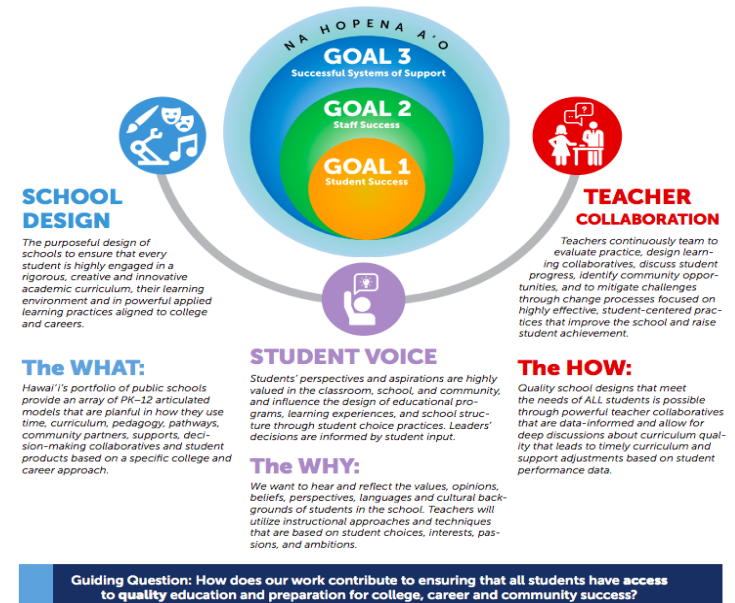 NA HOPENA A'O
GOAL 3
Successful Systems of Support
GOAL 2
Staff Success
GOAL 1
Student Success
SCHOOL
DESIGN
The purposeful design of
schools to ensure that every
student is highly engaged in a
rigorous, creative and innovative
academic curriculum, their learning
environment and in powerful applied
learning practices aligned to college
and careers.
The WHAT:
Hawai'i's portfolio of public schools
provide an array of PK–12 articulated
models that are planful in how they use
time, curriculum, pedagogy, pathways,
community partners, supports, deci-
sion-making collaboratives and student
products based on a specific college and
career approach.
STUDENT VOICE
Students' perspectives and aspirations are highly
valued in the classroom, school, and community,
and influence the design of educational pro-
grams, learning experiences, and school struc-
ture through student choice practices. Leaders'
decisions are informed by student input.
The WHY:
We want to hear and reflect the values, opinions,
beliefs, perspectives, languages and cultural back-
grounds of students in the school. Teachers will
utilize instructional approaches and techniques
that are based on student choices, interests, pas-
sions, and ambitions.
TEACHER
COLLABORATION
Teachers continuously team to
evaluate practice, design learn-
ing collaboratives, discuss student
progress, identify community oppor-
tunities, and to mitigate challenges
through change processes focused on
highly effective, student-centered prac-
tices that improve the school and raise
student achievement.
The HOW:
Quality school designs that meet
the needs of ALL students is possible
through powerful teacher collaboratives
that are data-informed and allow for
deep discussions about curriculum qual-
ity that leads to timely curriculum and
support adjustments based on student
performance data.
Guiding Question: How does our work contribute to ensuring that all students have access
to quality education and preparation for college, career and community success?